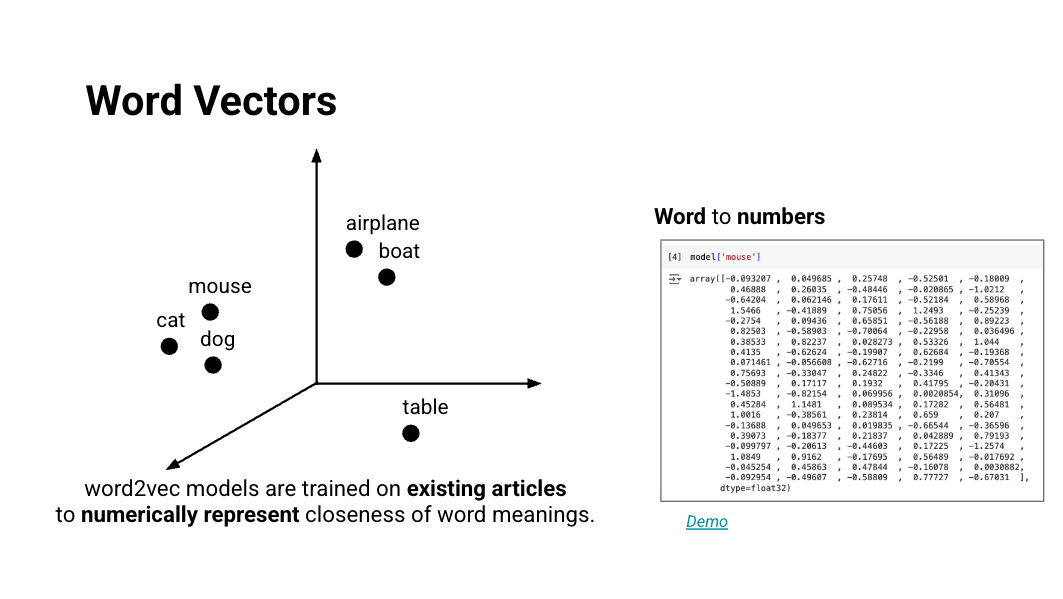 Word Vectors
airplane
boat
mouse
cat
dog
table
word2vec models are trained on existing articles
to numerically represent closeness of word meanings.
Word to numbers
[4] model['mouse']
array([-0.093207 , 0.049685 , 0.25748 , -0.52501 , -0.18009 ,
0.46888 , 0.26035 , -0.48446 , -0.020865 , -1.0212 ,
-0.64204 , 0.062146 , 0.17611 , -0.52184 , 0.58968 ,
1.5466 , -0.41889 , 0.75056 , 1.2493 , -0.25239 ,
-0.2754 , 0.09436 , 0.65851 , -0.56188 , 0.89223 ,
0.82503 , -0.58903 , -0.70064 , -0.22958 , 0.036496 ,
0.38533 , 0.82237 , 0.028273 , 0.53326 , 1.044 ,
0.4135 , -0.62624 , -0.19907 , 0.62684 , -0.19368 ,
0.071461 , -0.056608 , -0.62716 , -0.2199 , -0.70554 ,
0.75693 , -0.33047 , 0.24822 , -0.3346 , 0.41343 ,
-0.50889 , 0.17117 , 0.1932 , 0.41795 , -0.20431 ,
-1.4853 , -0.82154 , 0.069956 , 0.0020854, 0.31096 ,
0.45284 , 1.1481 , 0.089534 , 0.17282 , 0.56481 ,
1.0016 , -0.38561 , 0.23814 , 0.659 , 0.207 ,
-0.13688 , 0.049653 , 0.019835 , -0.66544 , -0.36596 ,
0.39073 , -0.18377 , 0.21837 , 0.042889 , 0.79193 ,
-0.099797 , -0.20613 , -0.44603 , 0.17225 , -1.2574 ,
1.0849 , 0.9162 , -0.17695 , 0.56489 , -0.017692 ,
-0.045254 , 0.45863 , 0.47844 , -0.16078 , 0.0030882,
-0.092954 , -0.49607 , -0.58809 , 0.77727 , -0.67031 ],
dtype=float32)
Demo